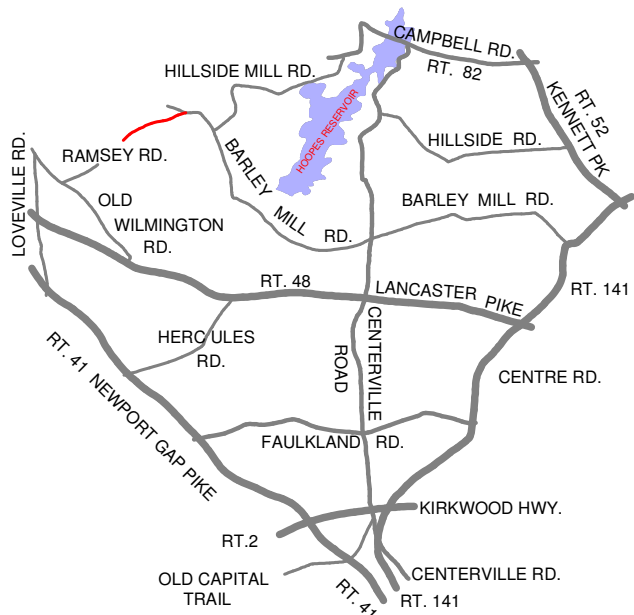 CAMPBELL RD.
RT. 82
HILLSIDE MILL RD.
HOOPES RESERVOIR
RT. 52
KENNETT PK
HILLSIDE RD.
RAMSEY RD.
LOVEVILLE RD.
OLD
WILMINGTON
RD.
BARLEY
MILL
RD.
BARLEY MILL RD.
RT. 48
LANCASTER PIKE
RT. 141
HERCULES
RD.
CENTERVILLE
ROAD
CENTRE RD.
RT. 41 NEWPORT GAP PIKE
FAULKLAND RD.
KIRKWOOD HWY.
RT.2
OLD CAPITAL
TRAIL
CENTERVILLE RD.
RT. 41
RT. 141